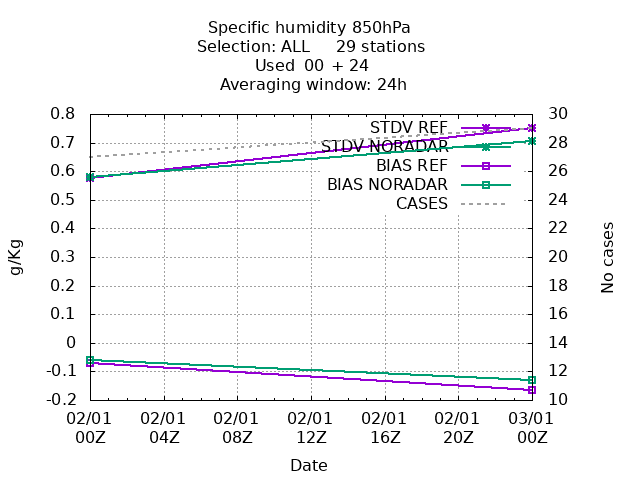 Specific humidity 850hPa
Selection: ALL 29 stations
Used 00 + 24
Averaging window: 24h
0.8
0.7
0.6
0.5
0.4
0.3
0.2
0.1
0
-0.1
-0.2
g/Kg
30
28
26
24
22
20
18
16
14
12
10
No cases
STDV REF
STDV NORADAR
BIAS REF
BIAS NORADAR
CASES
02/01 02/01 02/01 02/01 02/01 02/01 03/01
00Z 04Z 08Z 12Z 16Z 20Z 00Z
Date